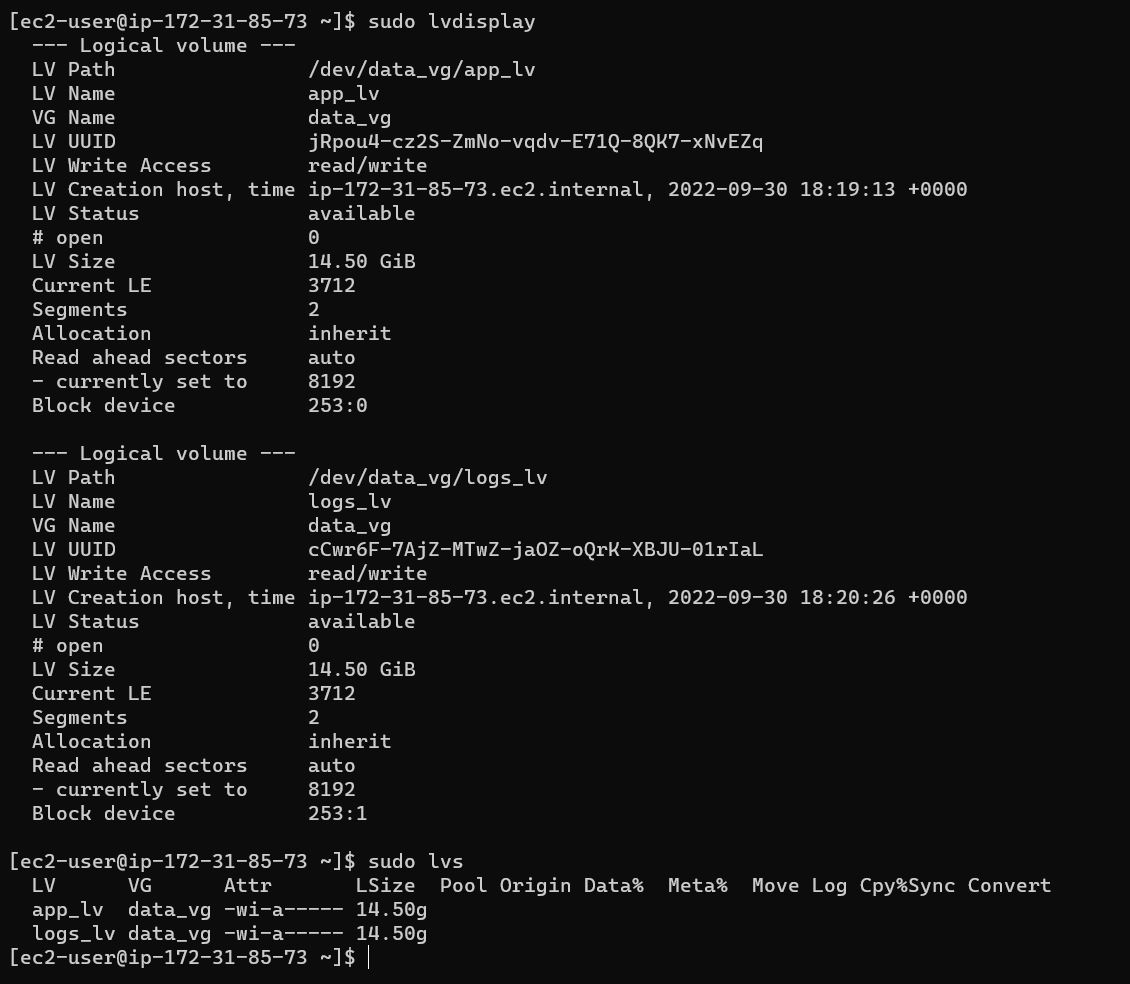 [ec2-user@ip-172-31-85-73 ~]$ sudo lvdisplay
  --- Logical volume ---
  LV Path                /dev/data_vg/app_lv
  LV Name                app_lv
  VG Name                data_vg
  LV UUID                jRpou4-cz2S-ZmNo-vqdv-E71Q-8QK7-xNvEZq
  LV Write Access        read/write
  LV Creation host, time ip-172-31-85-73.ec2.internal, 2022-09-30 18:19:13 +0000
  LV Status              available
  # open                 0
  LV Size                14.50 GiB
  Current LE             3712
  Segments               2
  Allocation             inherit
  Read ahead sectors     auto
  - currently set to     8192
  Block device           253:0

  --- Logical volume ---
  LV Path                /dev/data_vg/logs_lv
  LV Name                logs_lv
  VG Name                data_vg
  LV UUID                cCwr6F-7AjZ-MTwZ-jaOZ-oQrK-XBJU-01rIaL
  LV Write Access        read/write
  LV Creation host, time ip-172-31-85-73.ec2.internal, 2022-09-30 18:20:26 +0000
  LV Status              available
  # open                 0
  LV Size                14.50 GiB
  Current LE             3712
  Segments               2
  Allocation             inherit
  Read ahead sectors     auto
  - currently set to     8192
  Block device           253:1

[ec2-user@ip-172-31-85-73 ~]$ sudo lvs
  LV      VG      Attr       LSize  Pool Origin Data%  Meta%  Move Log Cpy%Sync Convert
  app_lv  data_vg -wi-a----- 14.50g
  logs_lv data_vg -wi-a----- 14.50g
[ec2-user@ip-172-31-85-73 ~]$